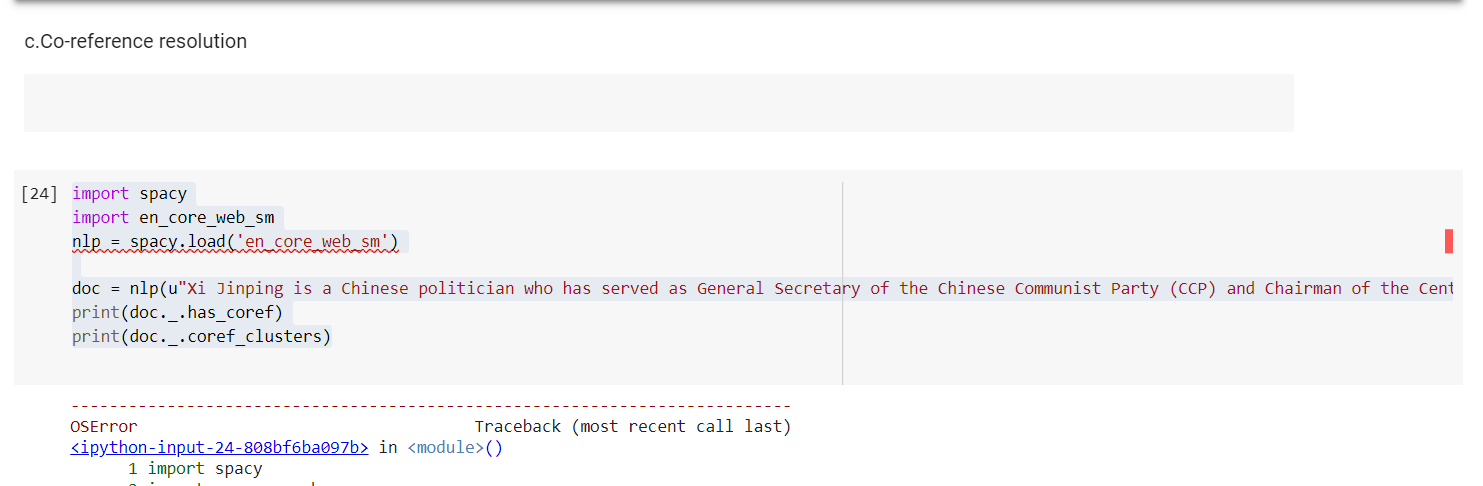 c.Co-reference resolution
[24] import spacy
import en_core_web_sm
nlp = spacy.load('en_core_web_sm')
doc = nlp(u"Xi Jinping is a Chinese politician who has served as General Secretary of the Chinese Communist Party (CCP) and Chairman of the Cent
print(doc._.has_coref)
print(doc._.coref_clusters)
---------------------------------------------------------------------------
OSError Traceback (most recent call last)
<ipython-input-24-808bf6ba097b> in <module>()
1 import spacy